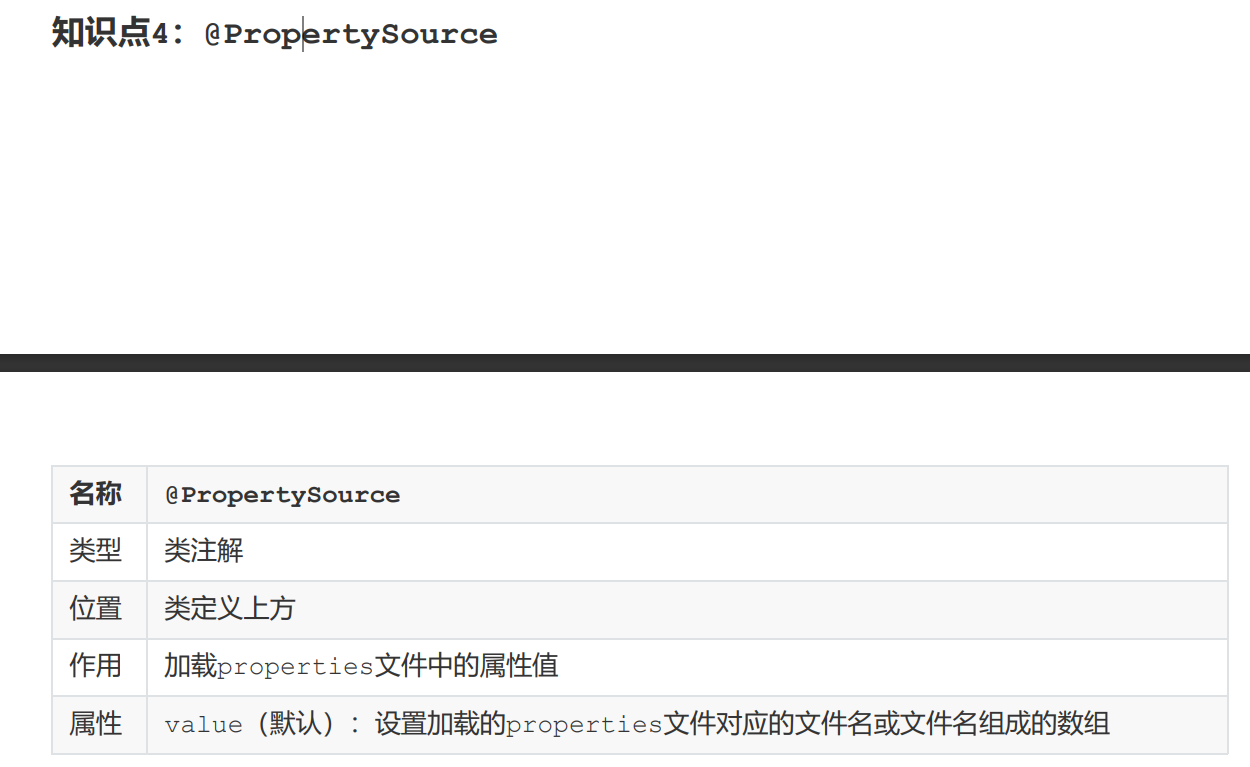 知识点4：@PropertySource
名称 @PropertySource
类型 类注解
位置 类定义上方
作用 加载properties文件中的属性值
属性 value（默认）：设置加载的properties文件对应的文件名或文件名组成的数组